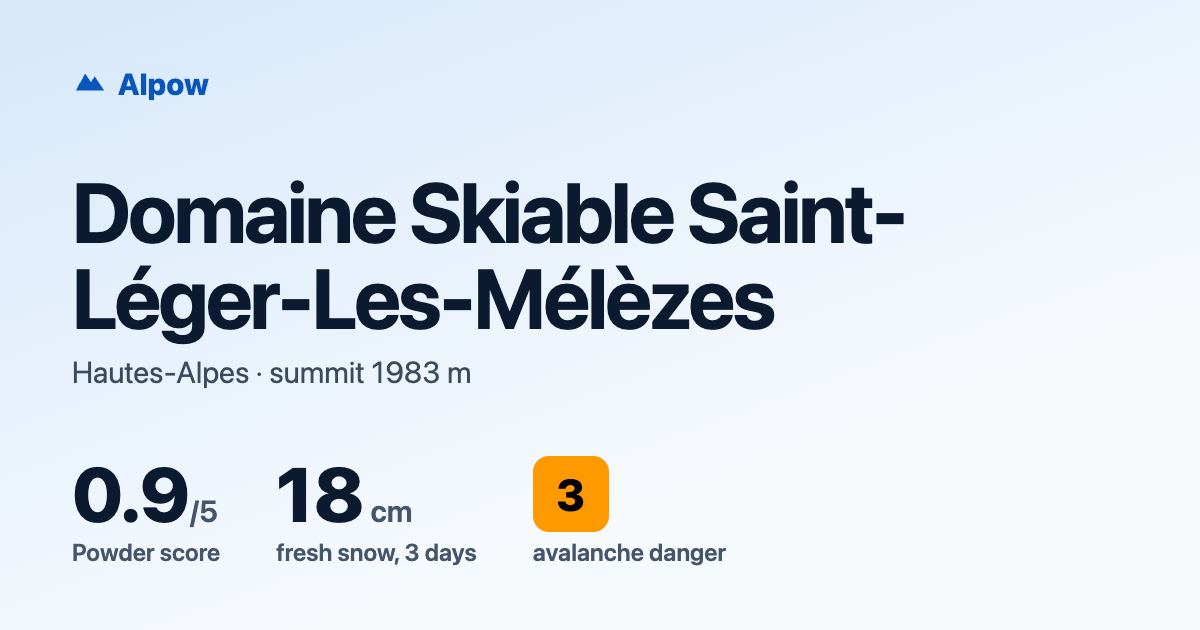 Alpow
Domaine Skiable Saint-
Léger-Les-Mélèzes
Hautes-Alpes · summit 1983 m
0.9/5 18 cm 3
Powder score fresh snow, 3 days avalanche danger